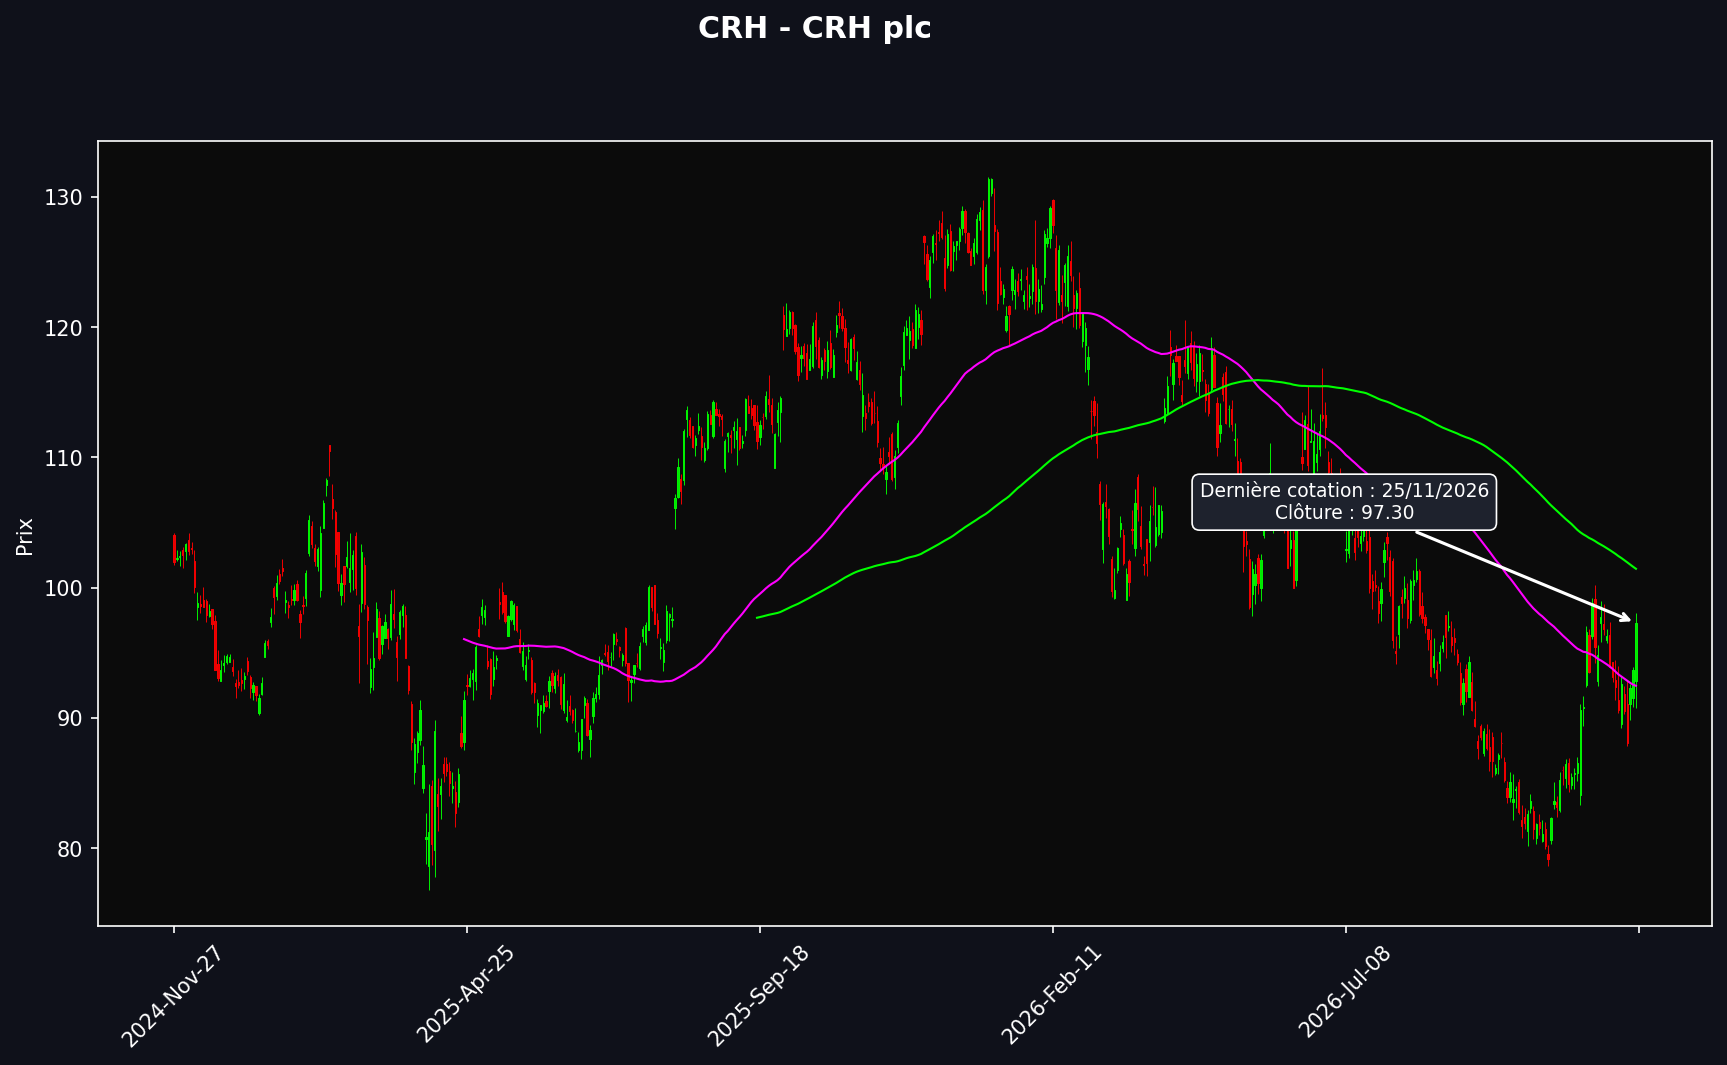 CRH - CRH plc
130
120
110
100
90
80
Prix
Dernière cotation : 25/11/2026
Clôture : 97.30
2024-Nov-27
2025-Apr-25
2025-Sep-18
2026-Feb-11
2026-Jul-08